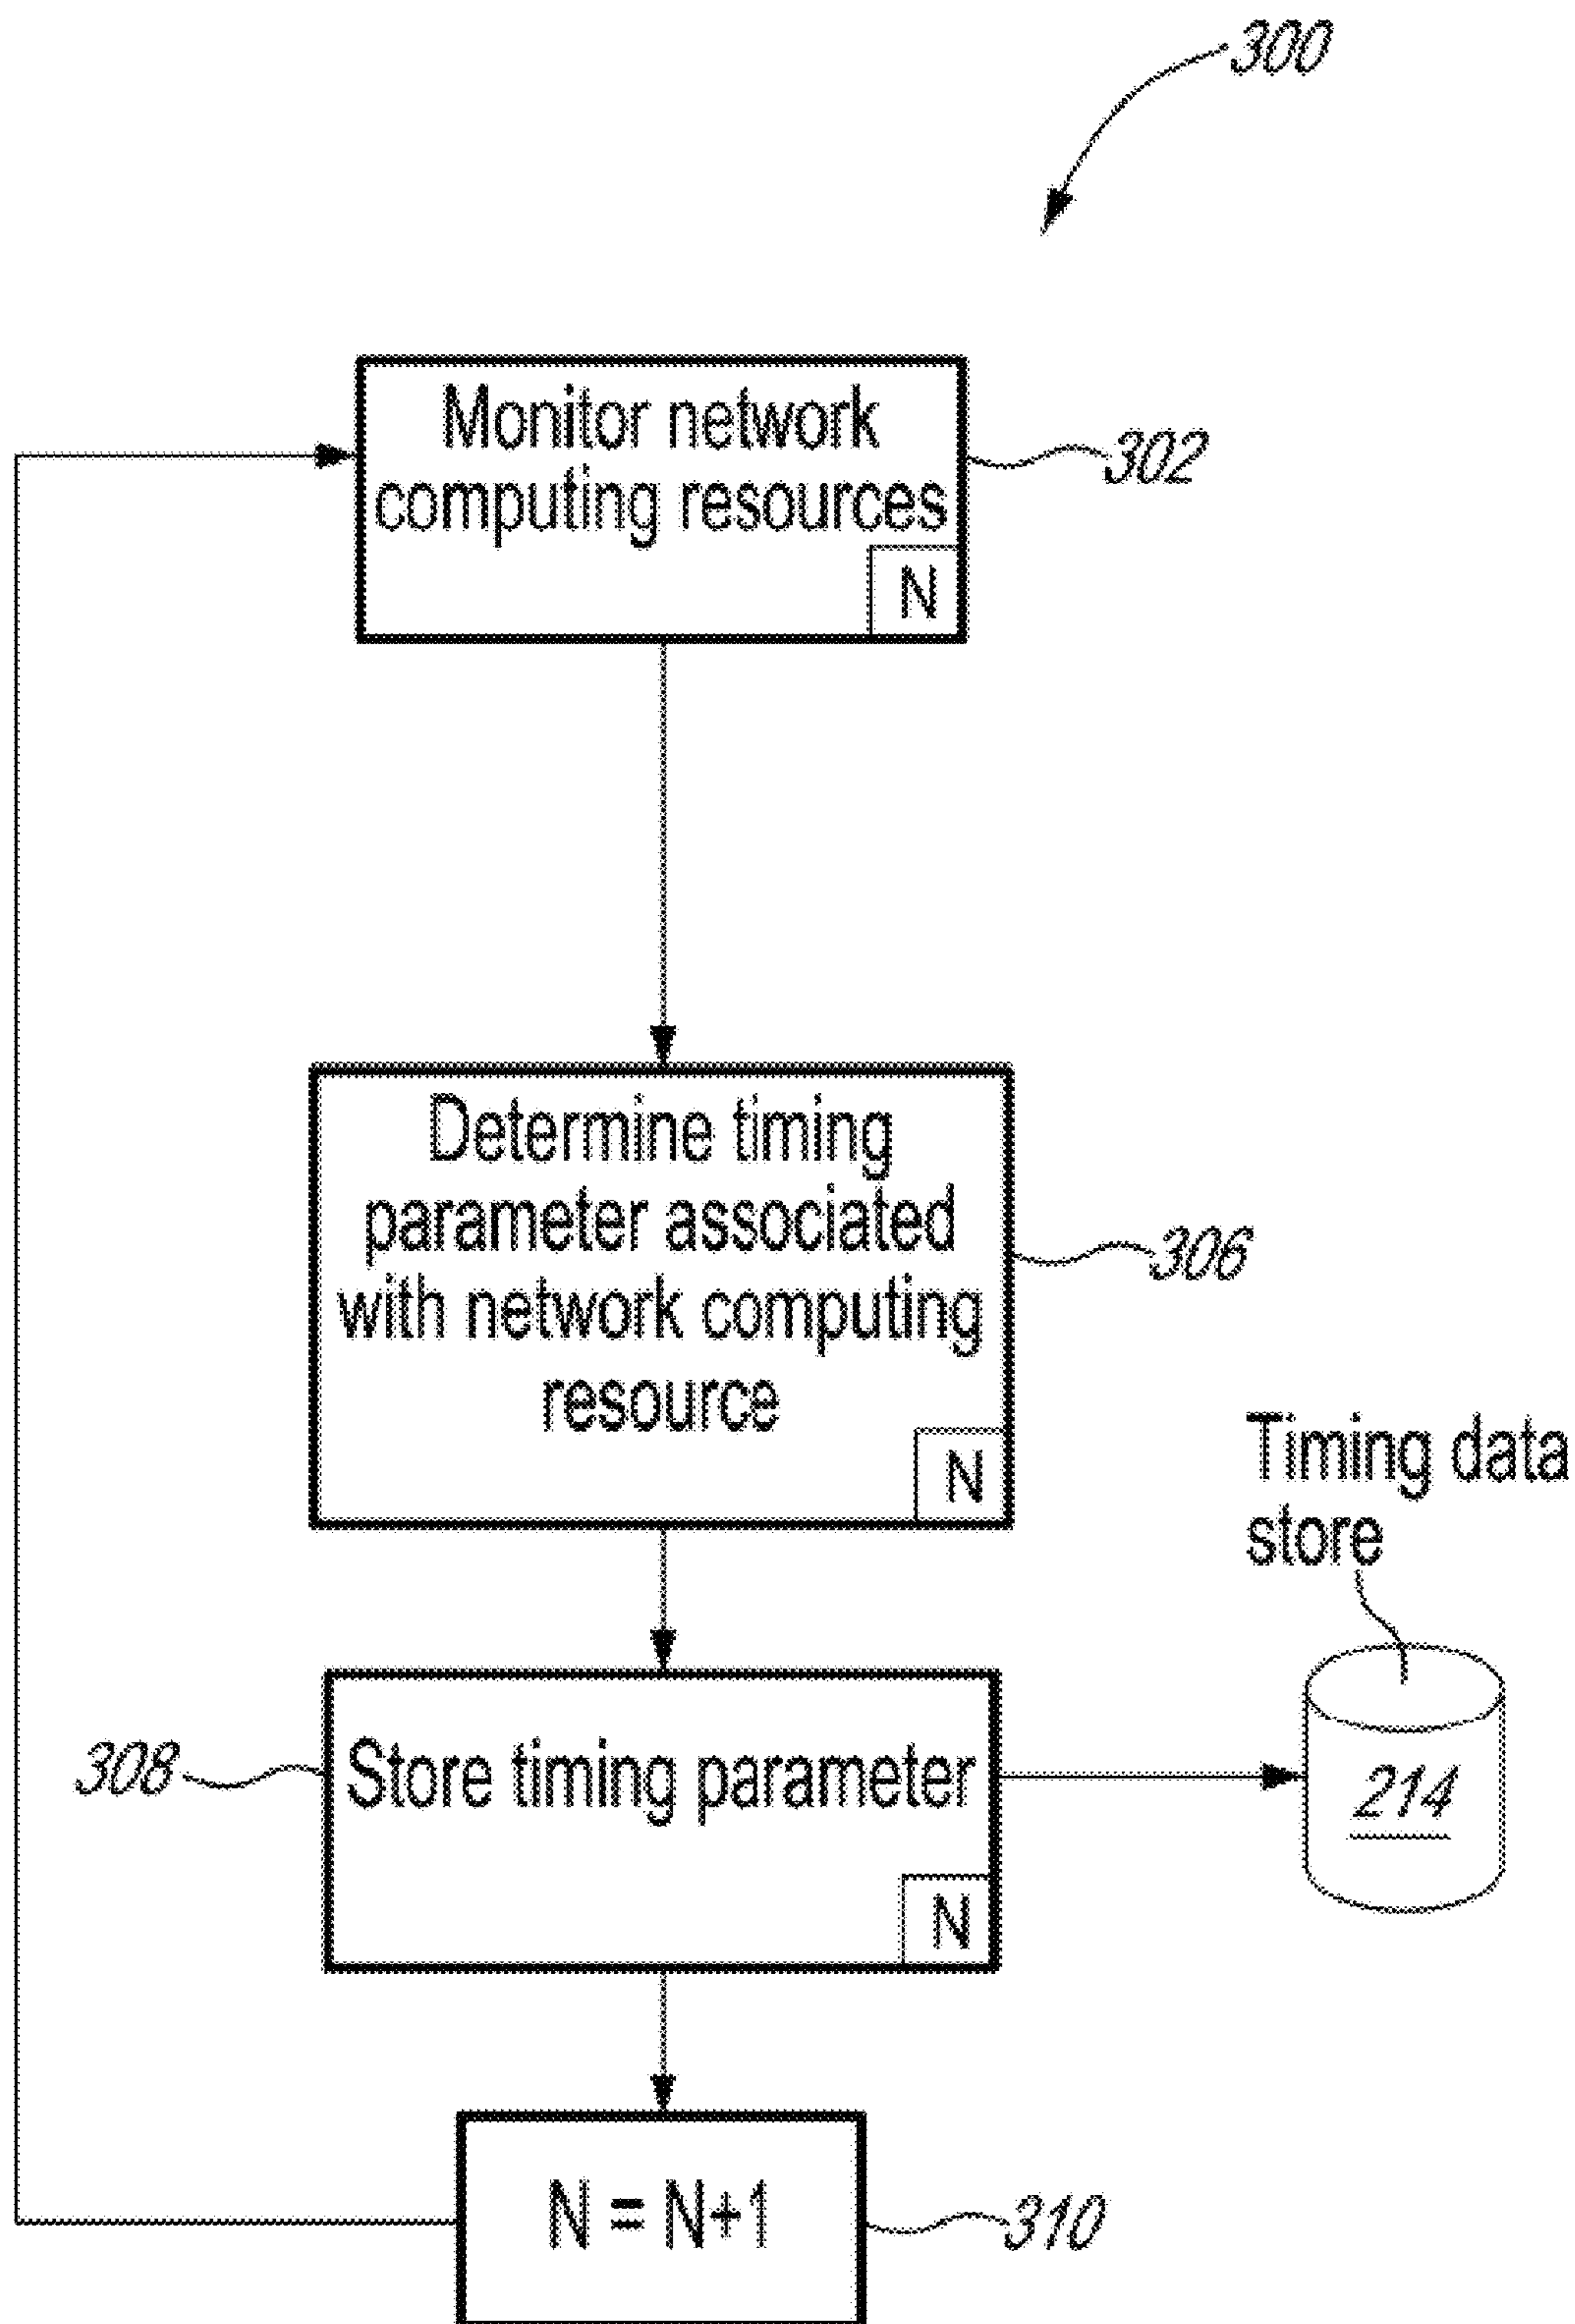 300
Monitor network
computing resources
302
N
Determine timing
parameter associated
with network computing
resource
306
N
Timing data
store
308
Store timing parameter
214
N
N = N+1
310